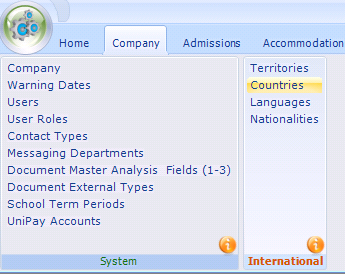 Home Company Admissions Accommodation
Company
Warning Dates
Users
User Roles
Contact Types
Messaging Departments
Document Master Analysis Fields (1-3)
Document External Types
School Term Periods
UniPay Accounts
System
Territories
Countries
Languages
Nationalities
International